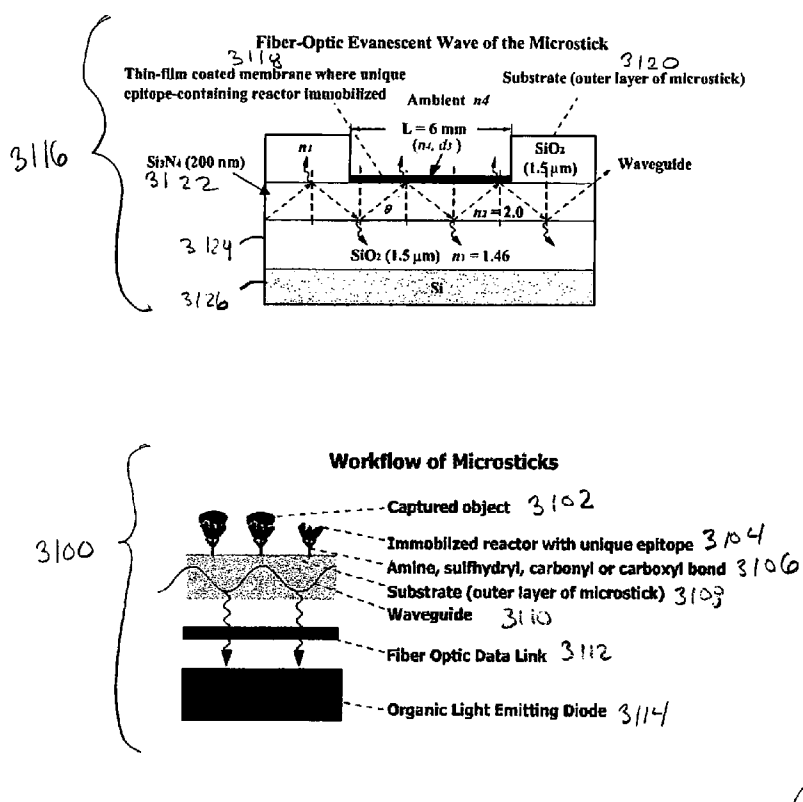 Fiber-Optic Evanescent Wave of the Microstick
3118
3120
Thin-film coated membrane where unique
epitope-containing reactor immobilized
Substrate (outer layer of microstick)
Ambient n4
3116
L = 6 mm
(n4, d3)
n1
SiO2
(1.5 μm)
Waveguide
Si3N4 (200 nm)
3122
θ
n2 = 2.0
3124
SiO2 (1.5 μm) n1 = 1.46
3126
Si
Workflow of Microsticks
3100
Captured object 3102
Immobilzed reactor with unique epitope 3104
Amine, sulfhydryl, carbonyl or carboxyl bond 3106
Substrate (outer layer of microstick) 3108
Waveguide 3110
Fiber Optic Data Link 3112
Organic Light Emitting Diode 3114